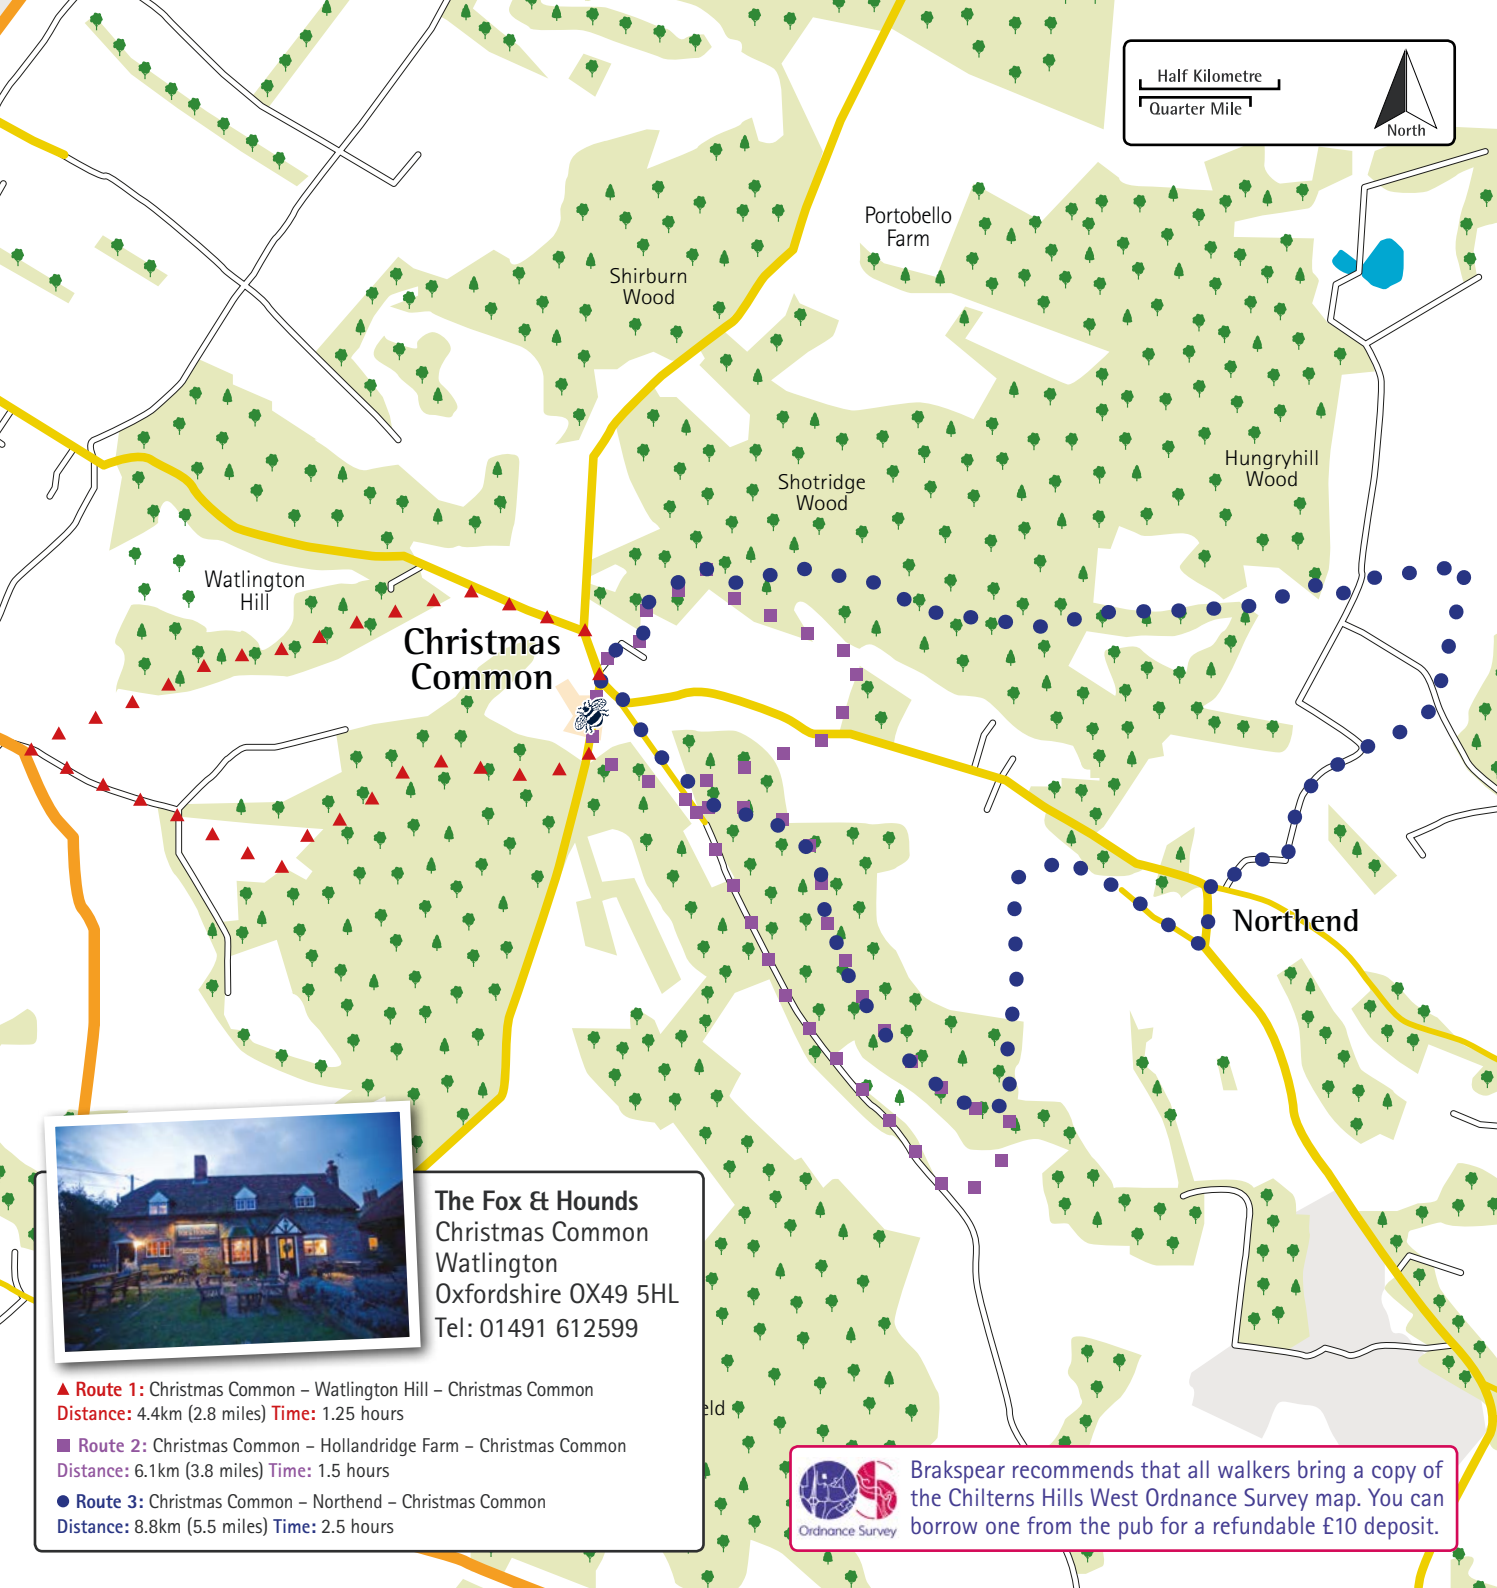 Half Kilometre
Quarter Mile
North
Portobello
Farm
Shirburn
Wood
Hungryhill
Wood
Shotridge
Wood
Watlington
Hill
Christmas
Common
Northend
The Fox & Hounds
Christmas Common
Watlington
Oxfordshire OX49 5HL
Tel: 01491 612599
Route 1: Christmas Common – Watlington Hill – Christmas Common
Distance: 4.4km (2.8 miles) Time: 1.25 hours
Route 2: Christmas Common – Hollandridge Farm – Christmas Common
Distance: 6.1km (3.8 miles) Time: 1.5 hours
Route 3: Christmas Common – Northend – Christmas Common
Distance: 8.8km (5.5 miles) Time: 2.5 hours
eld
Ordnance Survey
Brakspear recommends that all walkers bring a copy of
the Chilterns Hills West Ordnance Survey map. You can
borrow one from the pub for a refundable £10 deposit.